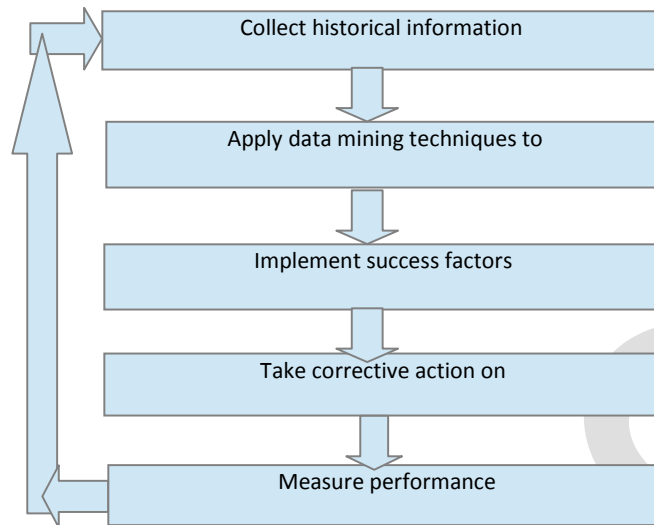 Collect historical information
Apply data mining techniques to
Implement success factors
Take corrective action on
Measure performance